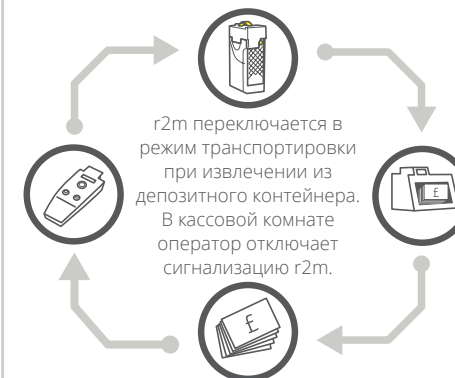 r2m переключается в
режим транспортировки
при извлечении из
депозитного контейнера.
В кассовой комнате
оператор отключает
сигнализацию r2m.
£
£